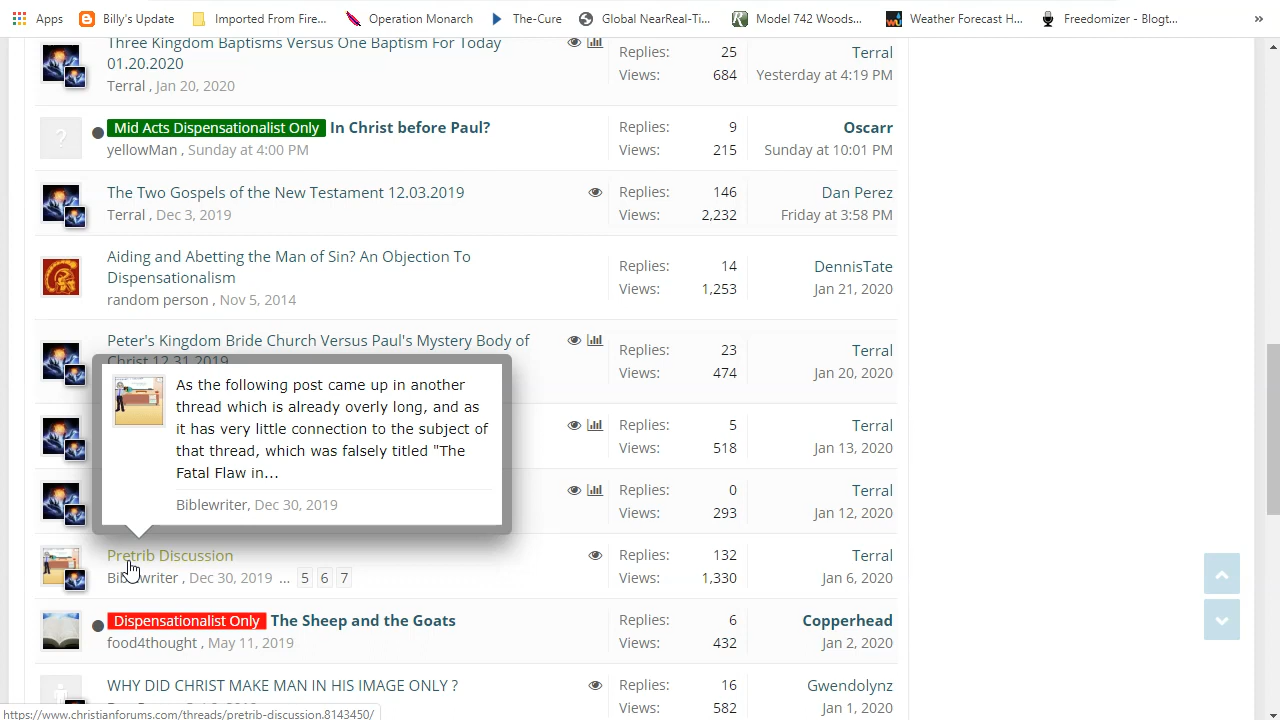 Apps Billy's Update Imported From Fire... Operation Monarch The-Cure Global NearReal-Ti... Model 742 Woods... Weather Forecast H... Freedomizer - Blogt... »
Three Kingdom Baptisms Versus One Baptism For Today
01.20.2020
Terral , Jan 20, 2020
Replies: 25
Views: 684
Terral
Yesterday at 4:19 PM
Mid Acts Dispensationalist Only In Christ before Paul?
yellowMan , Sunday at 4:00 PM
Replies: 9
Views: 215
Oscarr
Sunday at 10:01 PM
The Two Gospels of the New Testament 12.03.2019
Terral , Dec 3, 2019
Replies: 146
Views: 2,232
Dan Perez
Friday at 3:58 PM
Aiding and Abetting the Man of Sin? An Objection To
Dispensationalism
random person , Nov 5, 2014
Replies: 14
Views: 1,253
DennisTate
Jan 21, 2020
Peter's Kingdom Bride Church Versus Paul's Mystery Body of
Christ 12.31.2019
Replies: 23
Views: 474
Terral
Jan 20, 2020
As the following post came up in another
thread which is already overly long, and as
it has very little connection to the subject of
that thread, which was falsely titled "The
Fatal Flaw in...
Biblewriter, Dec 30, 2019
Replies: 5
Views: 518
Terral
Jan 13, 2020
Replies: 0
Views: 293
Terral
Jan 12, 2020
Pretrib Discussion
Biblewriter , Dec 30, 2019 ... 5 6 7
Replies: 132
Views: 1,330
Terral
Jan 6, 2020
Dispensationalist Only The Sheep and the Goats
food4thought , May 11, 2019
Replies: 6
Views: 432
Copperhead
Jan 2, 2020
WHY DID CHRIST MAKE MAN IN HIS IMAGE ONLY ?
Replies: 16
Views: 582
Gwendolynz
Jan 1, 2020
https://www.christianforums.com/threads/pretrib-discussion.8143450/